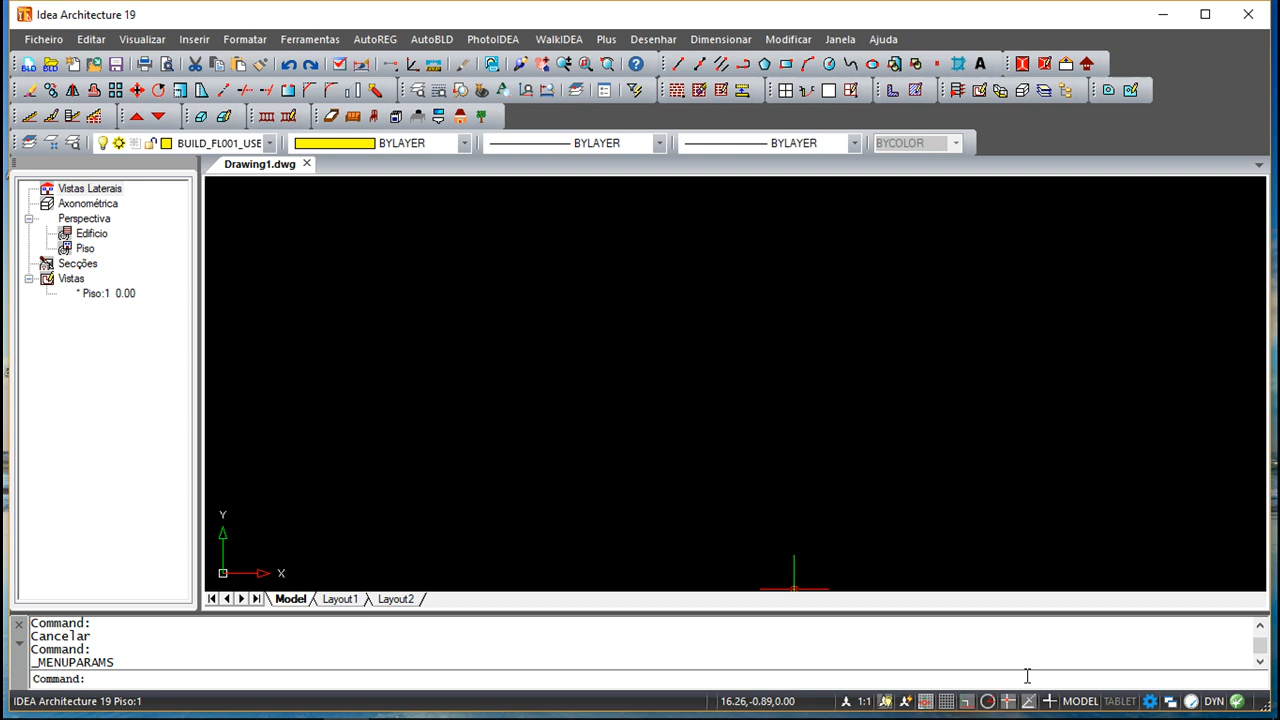 Idea Architecture 19
Ficheiro Editar Visualizar Inserir Formatar Ferramentas AutoREG AutoBLD PhotoIDEA WalkIDEA Plus Desenhar Dimensionar Modificar Janela Ajuda
BLD BLD
BUILD_FL001_USE BYLAYER BYLAYER BYLAYER BYCOLOR
Drawing1.dwg
Vistas Laterais
Axonométrica
Perspectiva
Edificio
Piso
Secções
Vistas
* Piso:1 0.00
Y
X
Model Layout1 Layout2
Command:
Cancelar
Command:
_MENUPARAMS
Command:
IDEA Architecture 19 Piso:1 16.26,-0.89,0.00 1:1 MODEL TABLET DYN